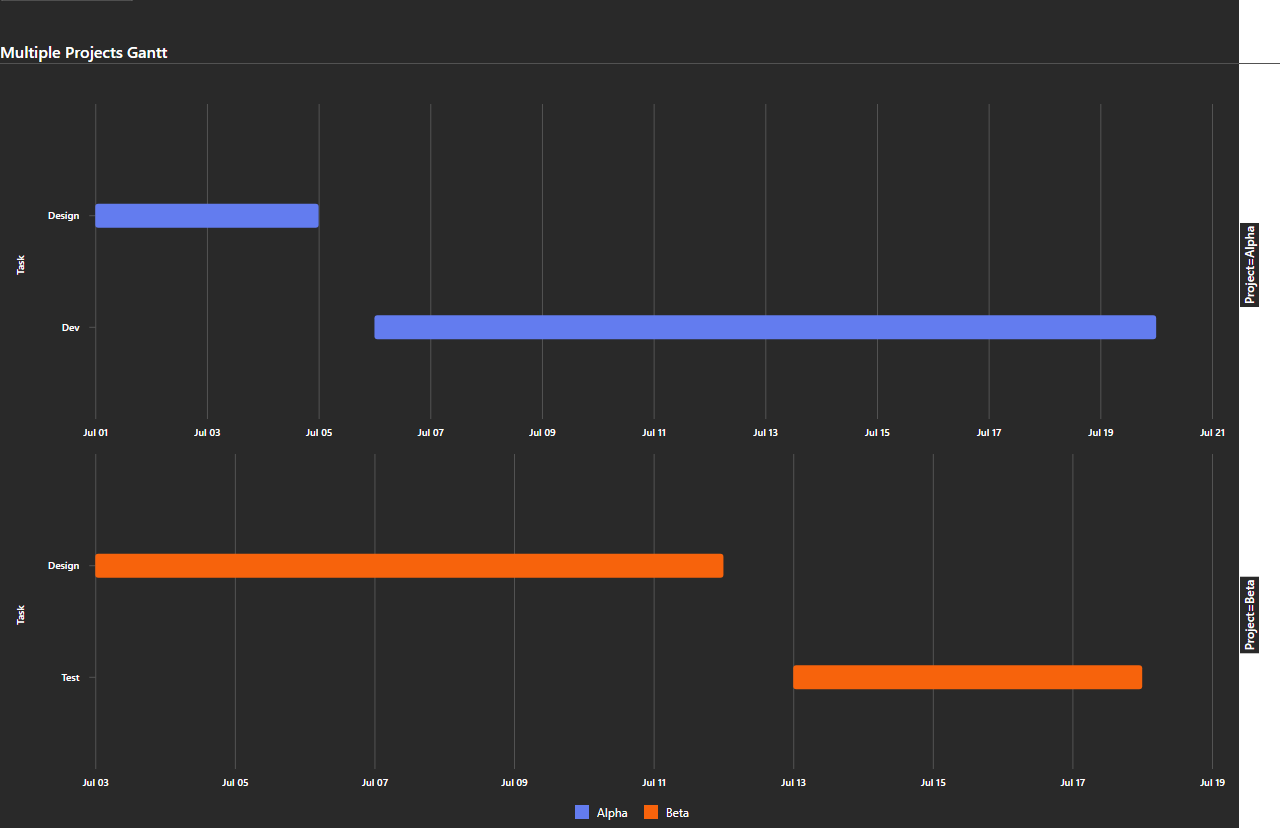 Multiple Projects Gantt
Design
Task
Dev
Project=Alpha
Jul 01 Jul 03 Jul 05 Jul 07 Jul 09 Jul 11 Jul 13 Jul 15 Jul 17 Jul 19 Jul 21
Design
Task
Test
Project=Beta
Jul 03 Jul 05 Jul 07 Jul 09 Jul 11 Jul 13 Jul 15 Jul 17 Jul 19
Alpha Beta